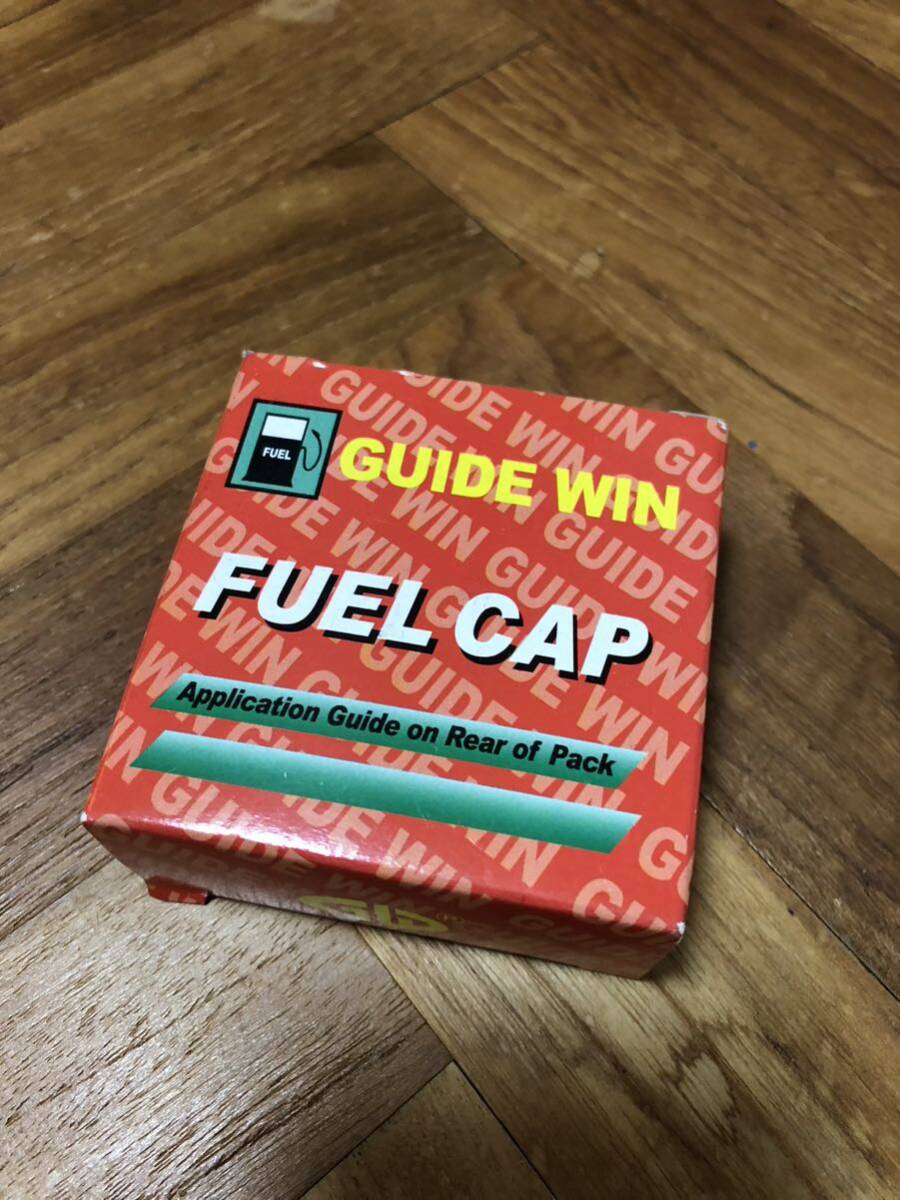 FUEL
GUIDE WIN
FUEL CAP
Application Guide on Rear of Pack